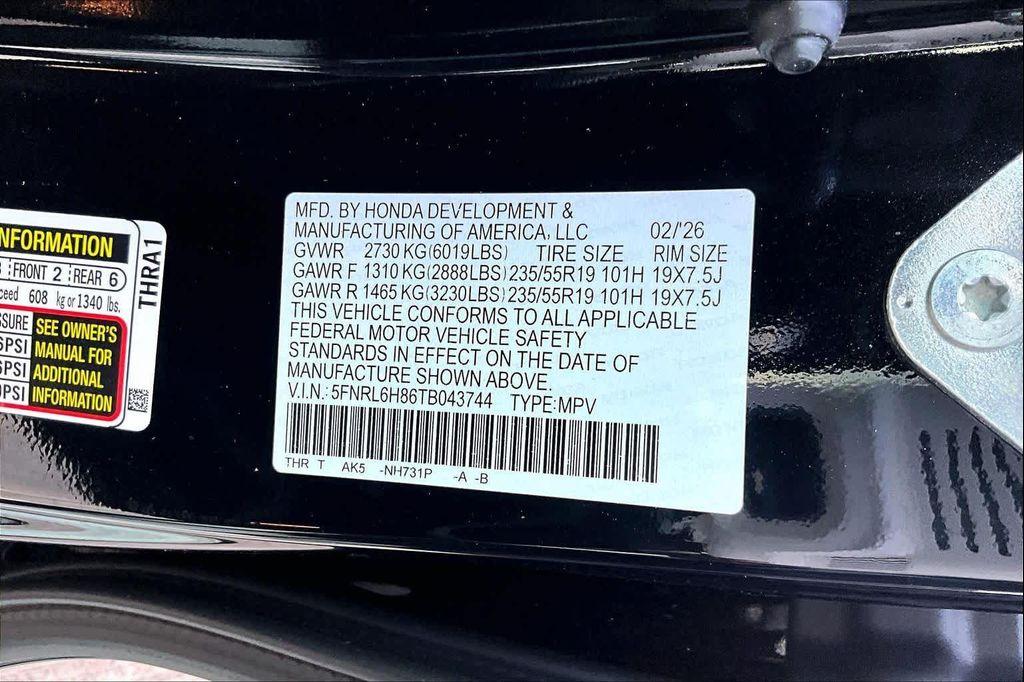 NFORMATION
FRONT 2 REAR 6
608 kg or 1340 lbs.
SEE OWNER'S
MANUAL FOR
ADDITIONAL
INFORMATION
PSI
PSI
PSI
THRA1
MFD. BY HONDA DEVELOPMENT &
MANUFACTURING OF AMERICA, LLC 02/'26
GVWR 2730 KG(6019LBS) TIRE SIZE RIM SIZE
GAWR F 1310 KG(2888LBS) 235/55R19 101H 19X7.5J
GAWR R 1465 KG(3230LBS) 235/55R19 101H 19X7.5J
THIS VEHICLE CONFORMS TO ALL APPLICABLE
FEDERAL MOTOR VEHICLE SAFETY
STANDARDS IN EFFECT ON THE DATE OF
MANUFACTURE SHOWN ABOVE.
V.I.N.: 5FNRL6H86TB043744 TYPE:MPV
THR T AK5 -NH731P -A -B